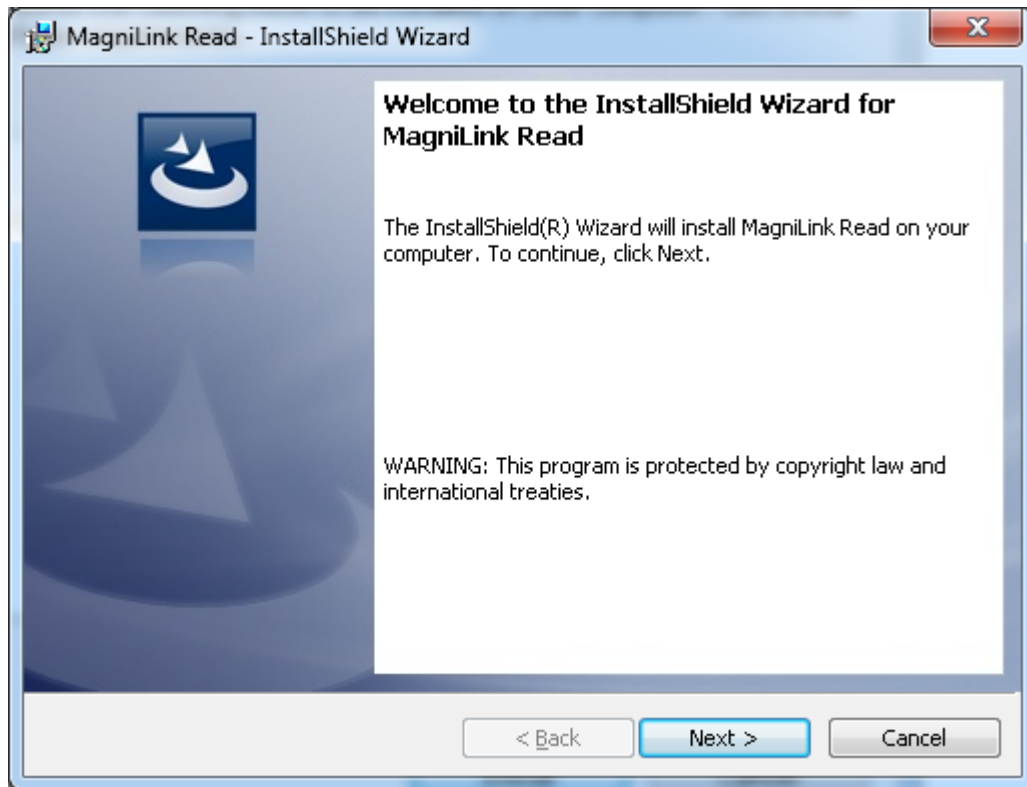 MagniLink Read - InstallShield Wizard
Welcome to the InstallShield Wizard for
MagniLink Read
The InstallShield(R) Wizard will install MagniLink Read on your
computer. To continue, click Next.
WARNING: This program is protected by copyright law and
international treaties.
< Back
Next >
Cancel